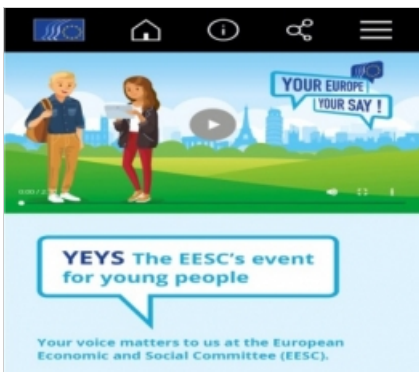 YOUR EUROPE
YOUR SAY !
YEYS The EESC's event
for young people
Your voice matters to us at the European
Economic and Social Committee (EESC).